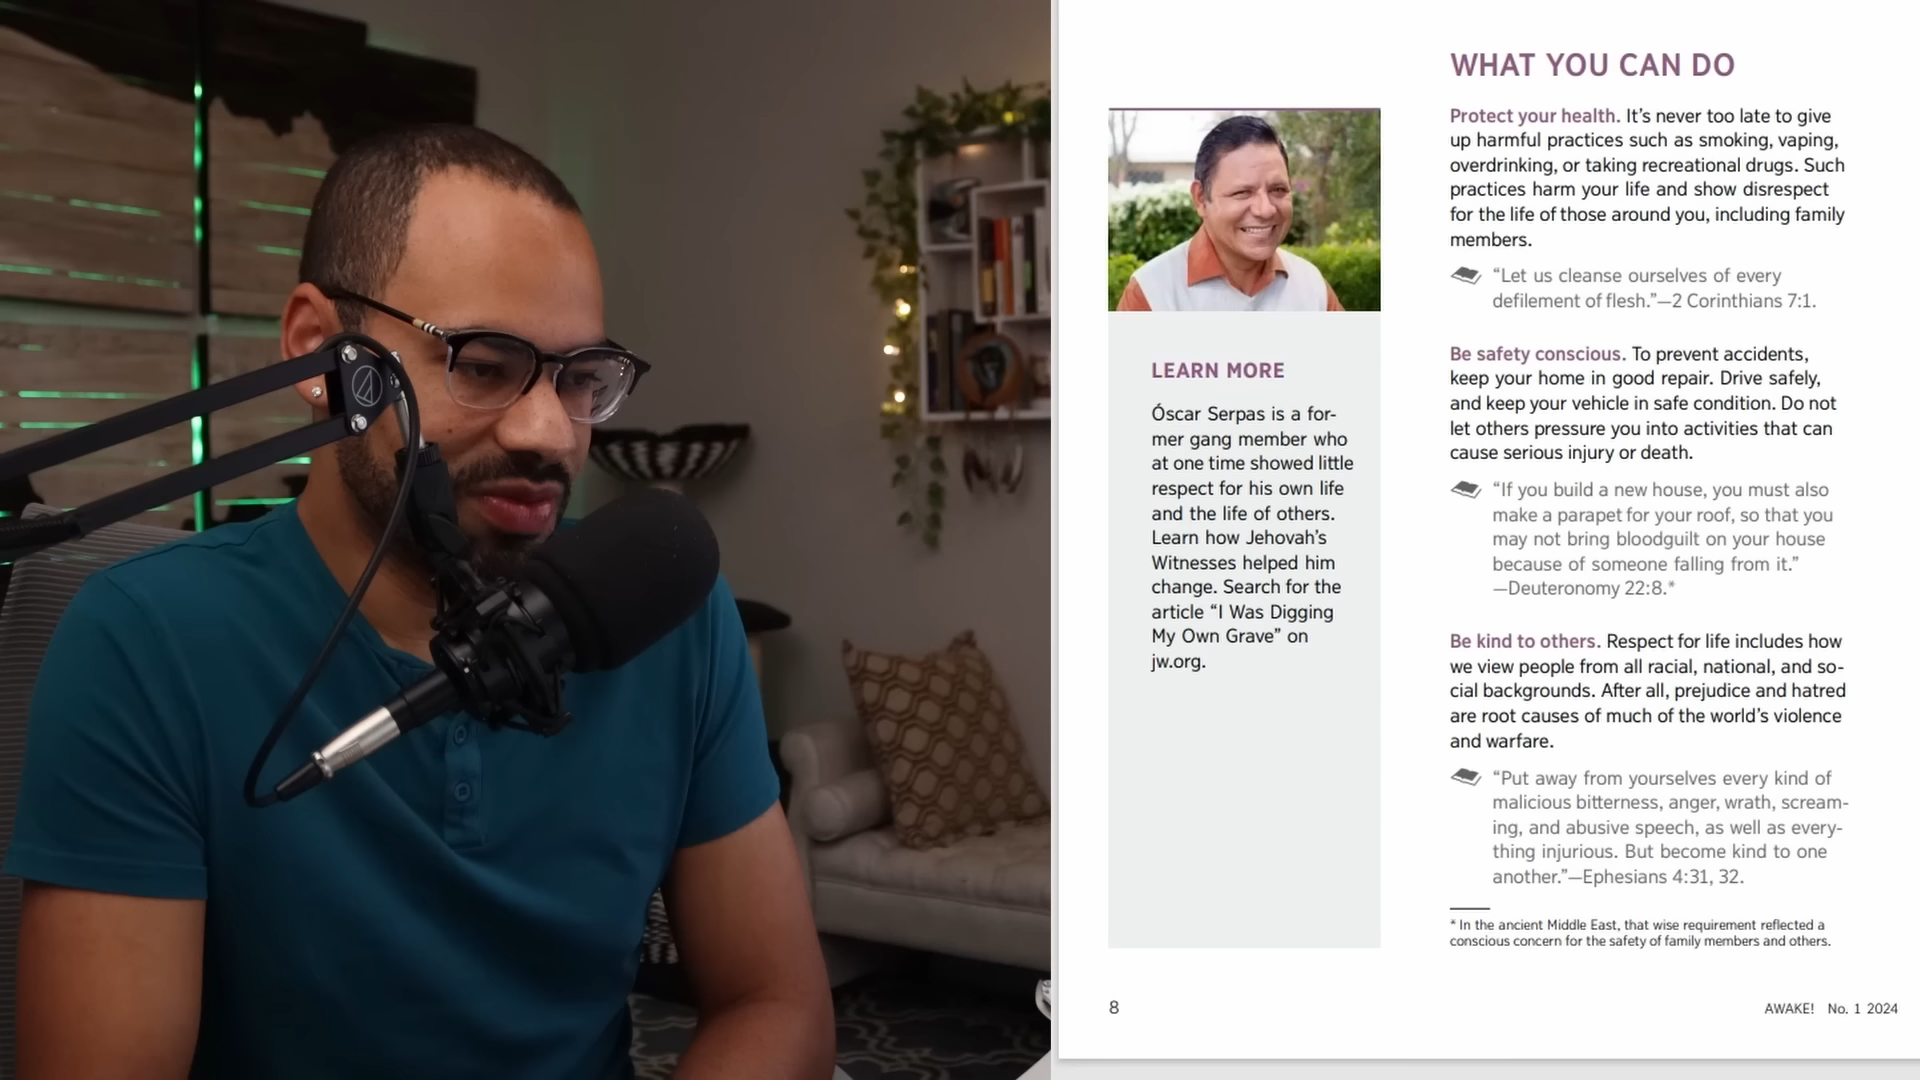 WHAT YOU CAN DO
Protect your health. It's never too late to give
up harmful practices such as smoking, vaping,
overdrinking, or taking recreational drugs. Such
practices harm your life and show disrespect
for the life of those around you, including family
members.
“Let us cleanse ourselves of every
defilement of flesh.”—2 Corinthians 7:1.
Be safety conscious. To prevent accidents,
keep your home in good repair. Drive safely,
and keep your vehicle in safe condition. Do not
let others pressure you into activities that can
cause serious injury or death.
“If you build a new house, you must also
make a parapet for your roof, so that you
may not bring bloodguilt on your house
because of someone falling from it.”
—Deuteronomy 22:8.*
Be kind to others. Respect for life includes how
we view people from all racial, national, and so-
cial backgrounds. After all, prejudice and hatred
are root causes of much of the world’s violence
and warfare.
“Put away from yourselves every kind of
malicious bitterness, anger, wrath, scream-
ing, and abusive speech, as well as every-
thing injurious. But become kind to one
another.”—Ephesians 4:31, 32.
* In the ancient Middle East, that wise requirement reflected a
conscious concern for the safety of family members and others.
LEARN MORE
Óscar Serpas is a for-
mer gang member who
at one time showed little
respect for his own life
and the life of others.
Learn how Jehovah’s
Witnesses helped him
change. Search for the
article “I Was Digging
My Own Grave” on
jw.org.
8
AWAKE! No. 1 2024